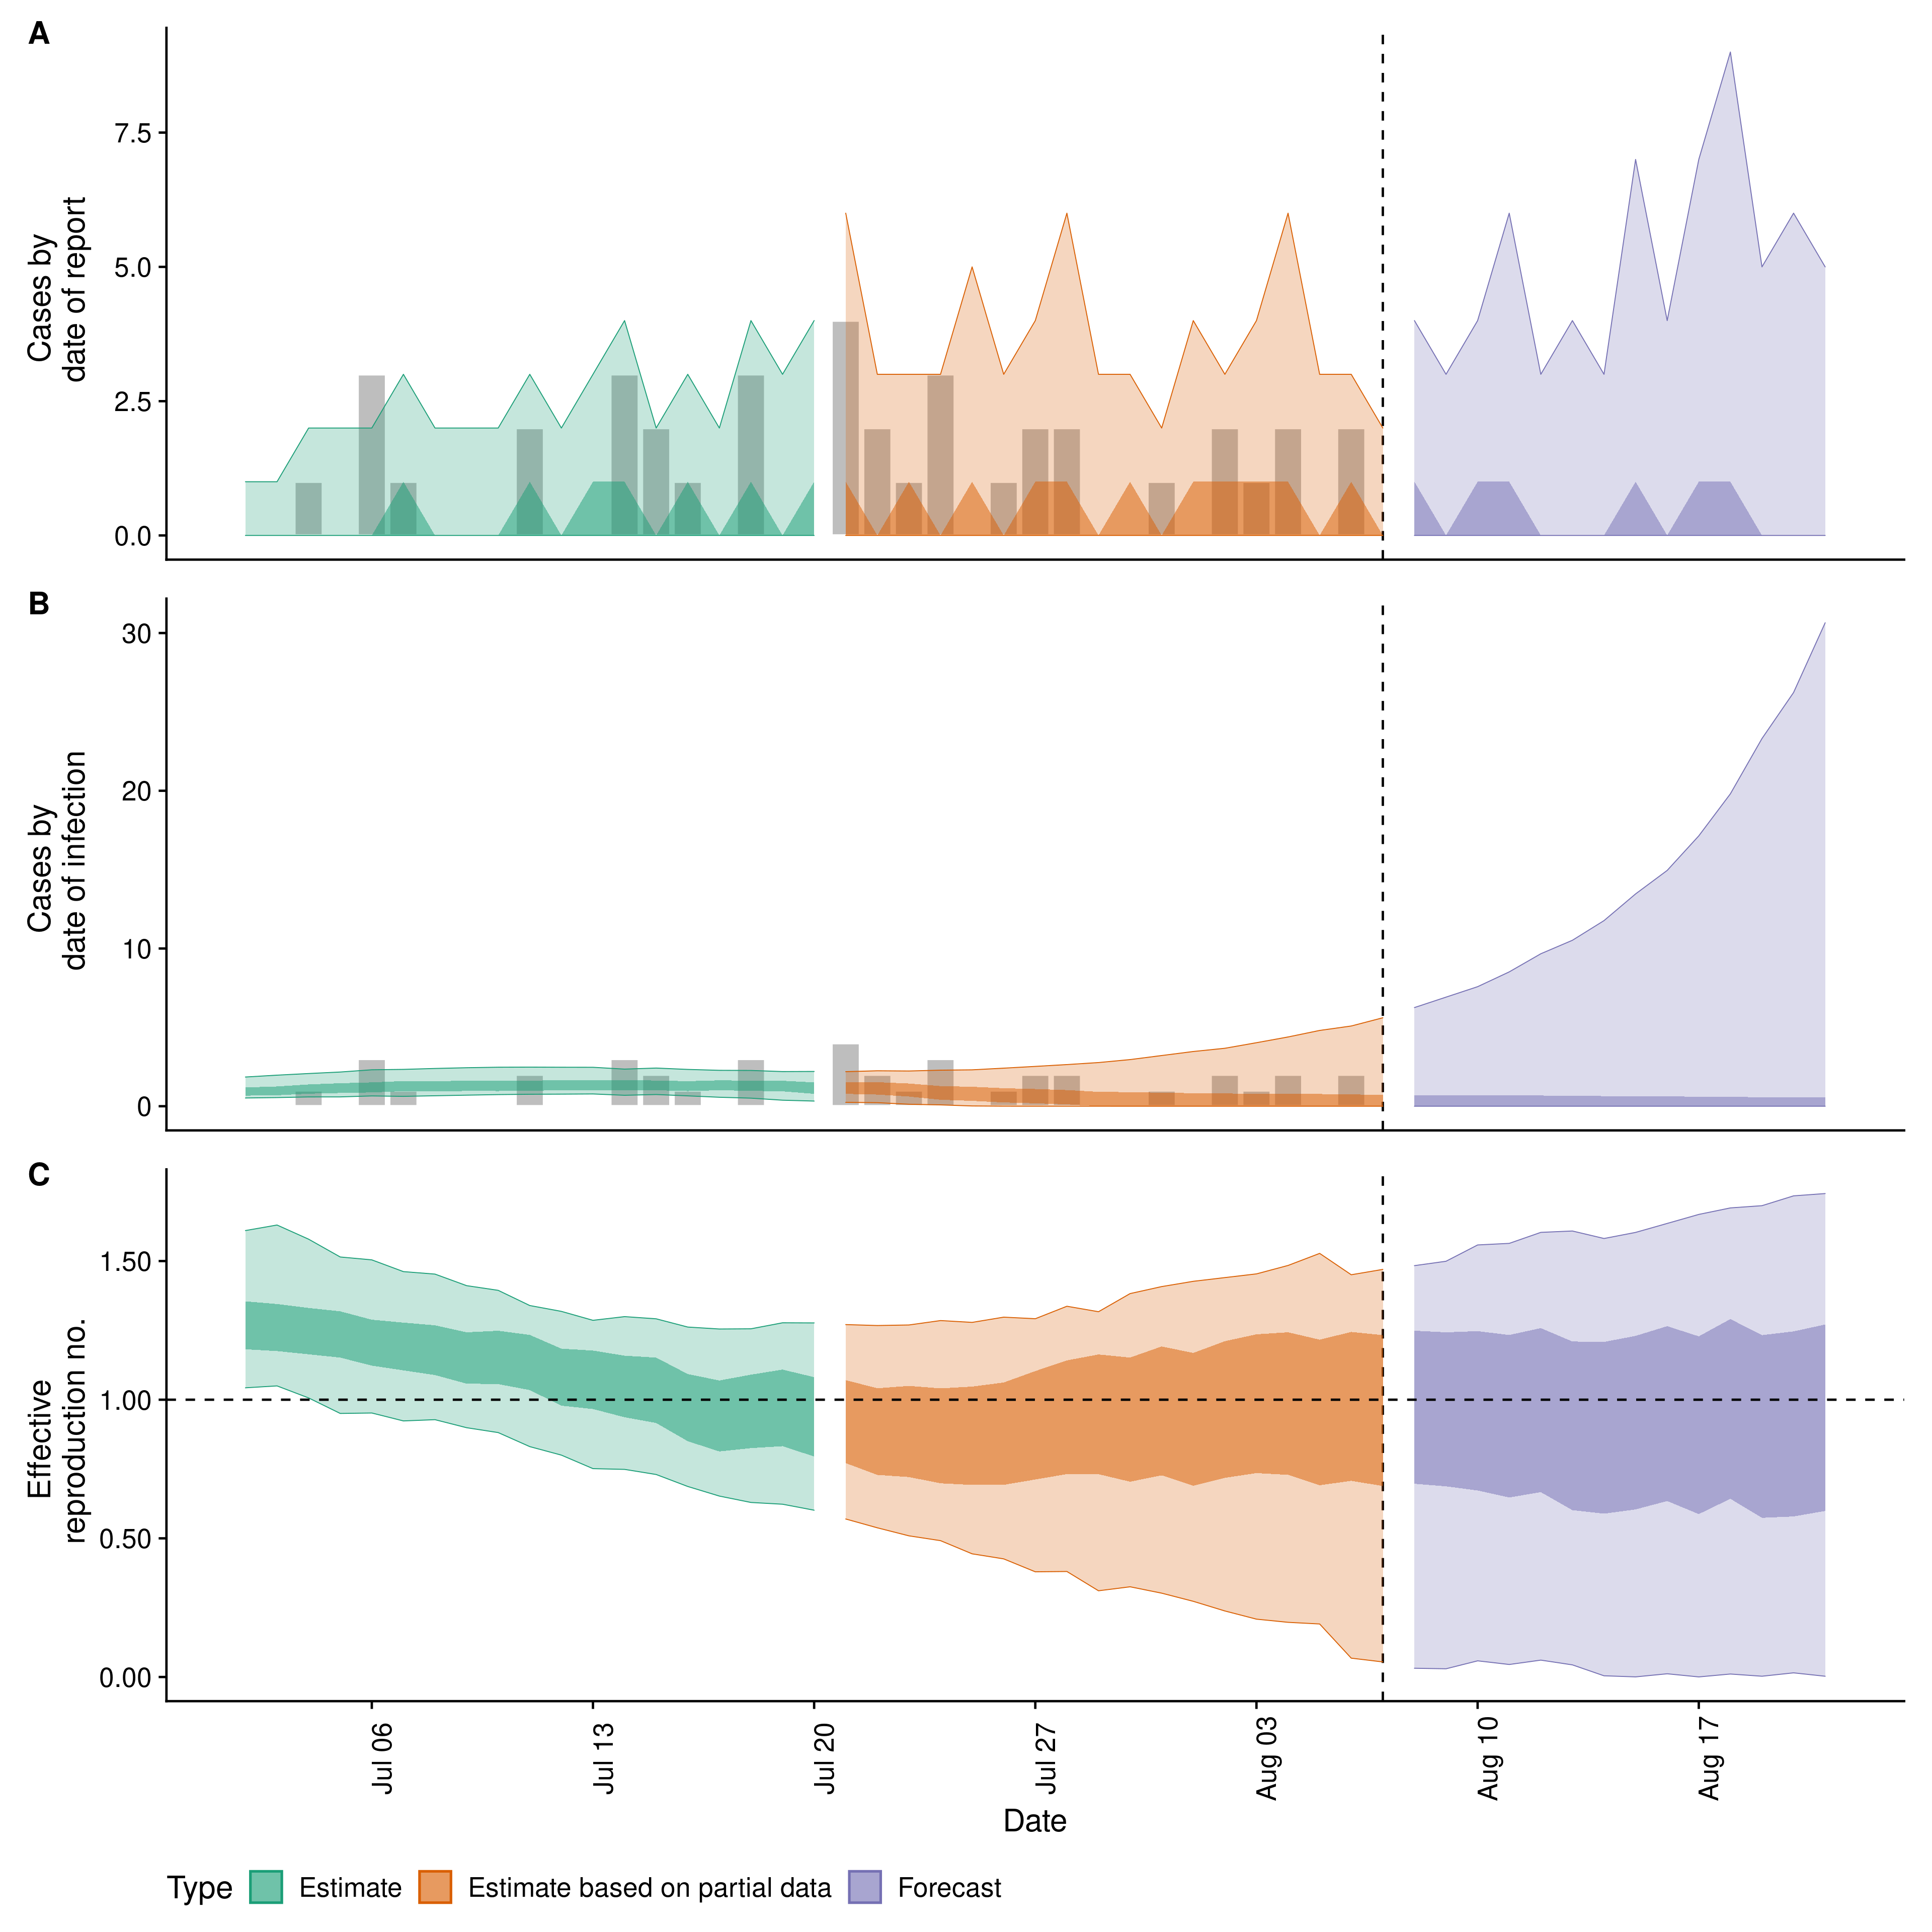 A
Cases by
date of report
7.5
5.0
2.5
0.0
B
Cases by
date of infection
30
20
10
0
C
Effective
reproduction no.
1.50
1.00
0.50
0.00
Jul 06
Jul 13
Jul 20
Jul 27
Aug 03
Aug 10
Aug 17
Date
Type Estimate Estimate based on partial data Forecast